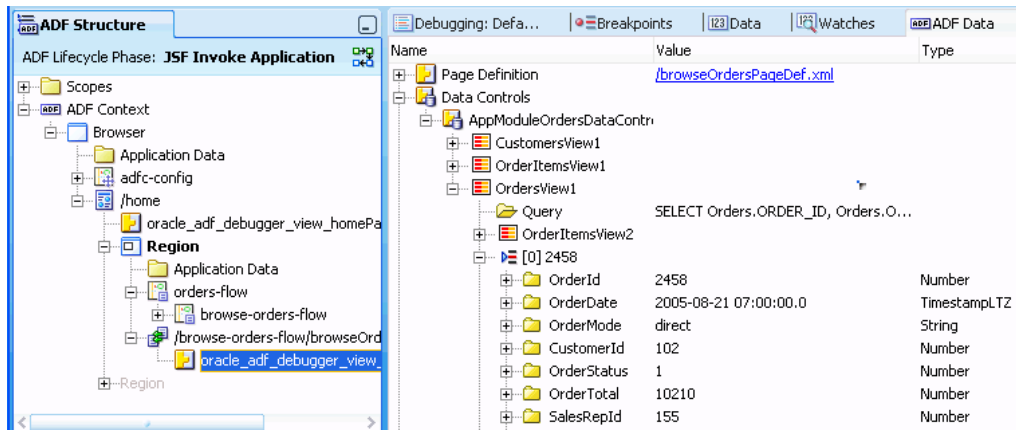 ADF Structure
ADF Lifecycle Phase: JSF Invoke Application
Scopes
ADF ADF Context
Browser
Application Data
adfc-config
/home
oracle_adf_debugger_view_homePa
Region
Application Data
orders-flow
browse-orders-flow
/browse-orders-flow/browseOrd
oracle_adf_debugger_view_
Region
Debugging: Defa...
Breakpoints
123 Data
Watches
ADF ADF Data
Name Value Type
Page Definition /browseOrdersPageDef.xml
Data Controls
AppModuleOrdersDataContr
CustomersView1
OrderItemsView1
OrdersView1
Query SELECT Orders.ORDER_ID, Orders.O...
OrderItemsView2
[0] 2458
OrderId 2458 Number
OrderDate 2005-08-21 07:00:00.0 TimestampLTZ
OrderMode direct String
CustomerId 102 Number
OrderStatus 1 Number
OrderTotal 10210 Number
SalesRepId 155 Number